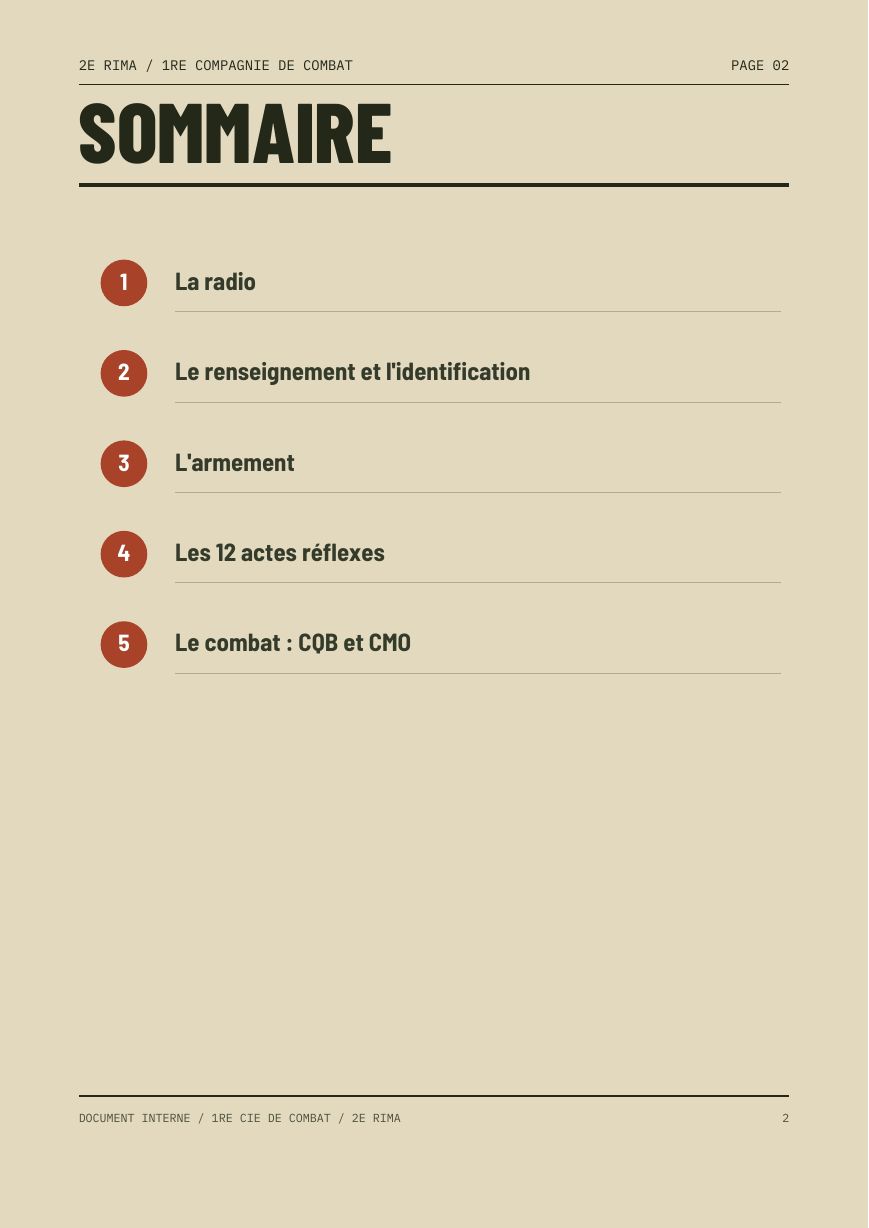 2E RIMA / 1RE COMPAGNIE DE COMBAT PAGE 02
SOMMAIRE
1 La radio
2 Le renseignement et l'identification
3 L'armement
4 Les 12 actes réflexes
5 Le combat : CQB et CMO
DOCUMENT INTERNE / 1RE CIE DE COMBAT / 2E RIMA 2